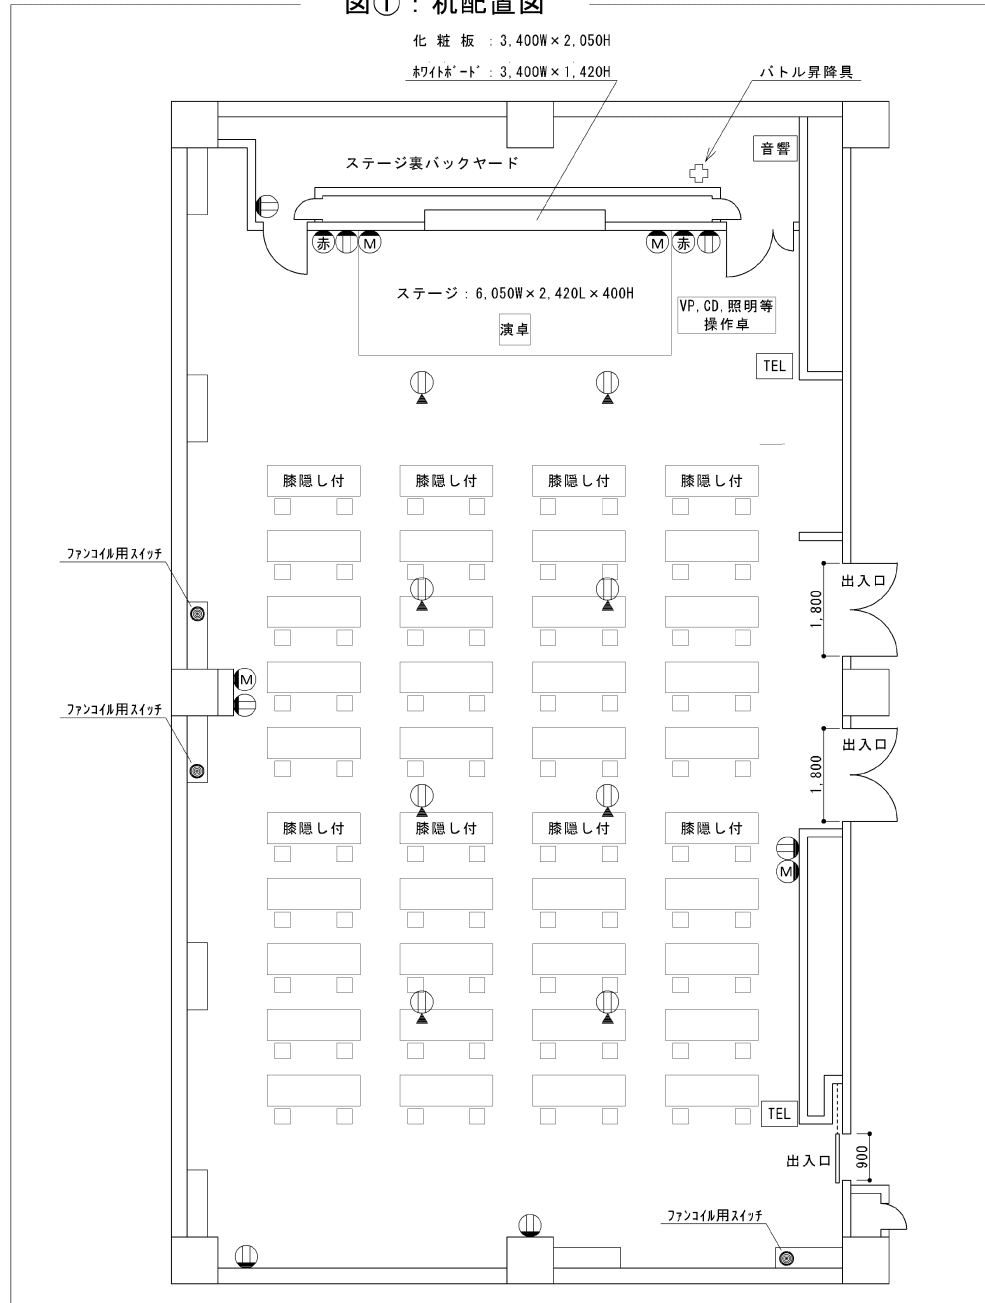 図①：机配置図
化 粧 板 : 3,400W×2,050H
ﾎﾜｲﾄﾎﾞｰﾄﾞ : 3,400W×1,420H
バトル昇降具
音響
ステージ裏バックヤード
赤 M
M 赤
ステージ : 6,050W×2,420L×400H
VP,CD,照明等
操作卓
演卓
TEL
膝隠し付 膝隠し付 膝隠し付 膝隠し付
ﾌｧﾝｺｲﾙ用ｽｲｯﾁ
出入口
1,800
M
ﾌｧﾝｺｲﾙ用ｽｲｯﾁ
出入口
1,800
膝隠し付 膝隠し付 膝隠し付 膝隠し付
M
TEL
出入口
900
ﾌｧﾝｺｲﾙ用ｽｲｯﾁ